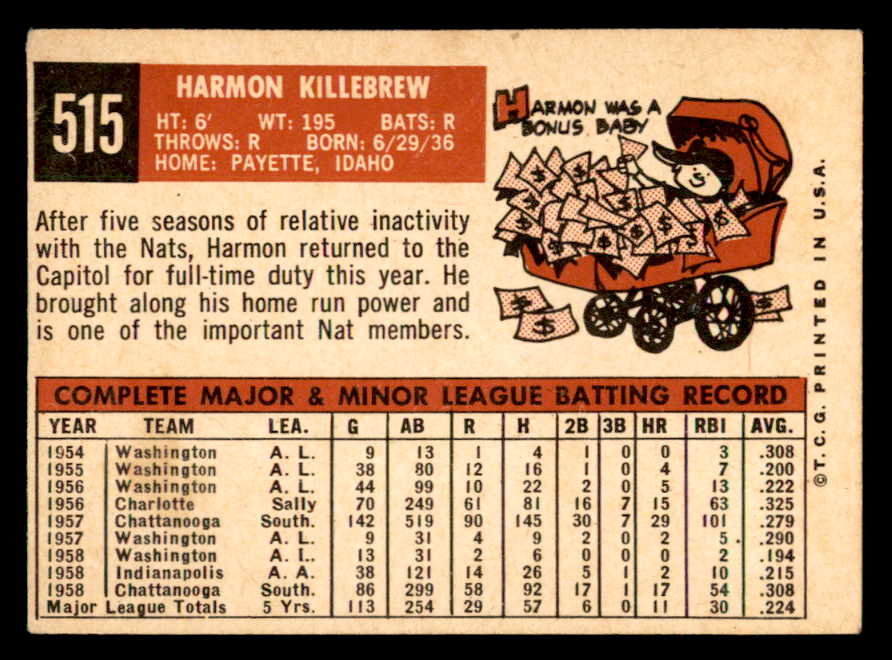 515
HARMON KILLEBREW
HT: 6' WT: 195 BATS: R
THROWS: R BORN: 6/29/36
HOME: PAYETTE, IDAHO
HARMON WAS A
BONUS BABY
After five seasons of relative inactivity
with the Nats, Harmon returned to the
Capitol for full-time duty this year. He
brought along his home run power and
is one of the important Nat members.
COMPLETE MAJOR & MINOR LEAGUE BATTING RECORD
YEAR TEAM LEA. G AB R H 2B 3B HR RBI AVG.
1954 Washington A. L. 9 13 1 4 1 0 0 3 .308
1955 Washington A. L. 38 80 12 16 1 0 4 7 .200
1956 Washington A. L. 44 99 10 22 2 0 5 13 .222
1956 Charlotte Sally 70 249 61 81 16 7 15 63 .325
1957 Chattanooga South. 142 519 90 145 30 7 29 101 .279
1957 Washington A. L. 9 31 4 9 2 0 2 5 .290
1958 Washington A. L. 13 31 2 6 0 0 0 2 .194
1958 Indianapolis A. A. 38 121 14 26 5 1 2 10 .215
1958 Chattanooga South. 86 299 58 92 17 1 17 54 .308
Major League Totals 5 Yrs. 113 254 29 57 6 0 11 30 .224
©T. C. G. PRINTED IN U.S.A.